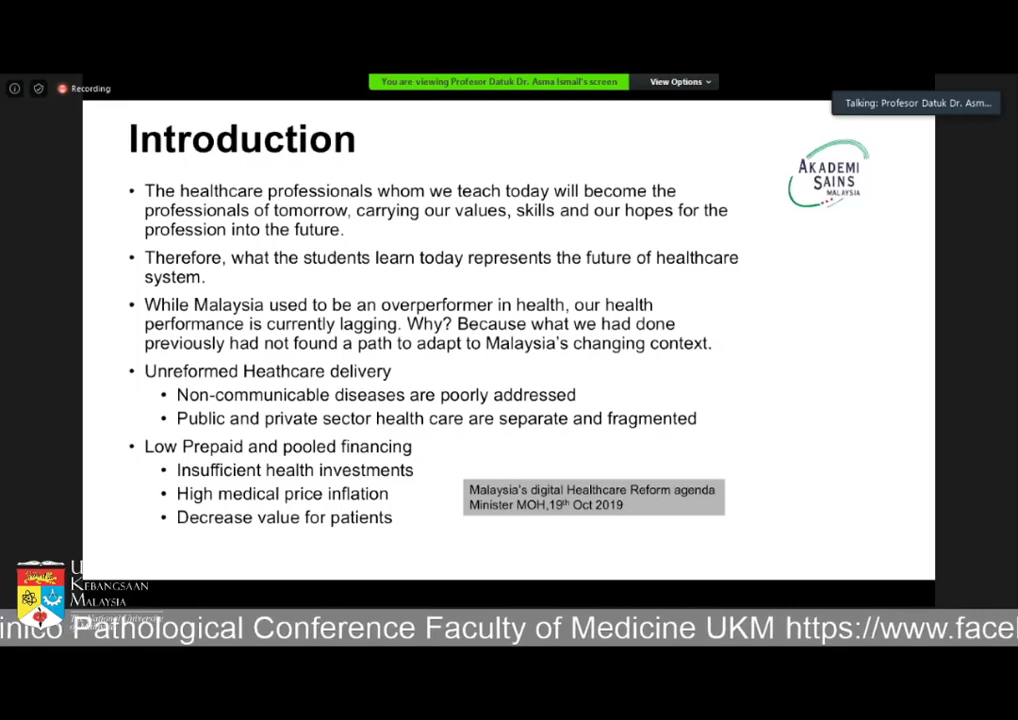 You are viewing Profesor Datuk Dr. Asma Ismail's screen
View Options
Recording
Talking: Profesor Datuk Dr. Asm...
Introduction
AKADEMI
SAINS
MALAYSIA
• The healthcare professionals whom we teach today will become the
professionals of tomorrow, carrying our values, skills and our hopes for the
profession into the future.
• Therefore, what the students learn today represents the future of healthcare
system.
• While Malaysia used to be an overperformer in health, our health
performance is currently lagging. Why? Because what we had done
previously had not found a path to adapt to Malaysia's changing context.
• Unreformed Heathcare delivery
• Non-communicable diseases are poorly addressed
• Public and private sector health care are separate and fragmented
• Low Prepaid and pooled financing
• Insufficient health investments
• High medical price inflation
• Decrease value for patients
Malaysia's digital Healthcare Reform agenda
Minister MOH,19th Oct 2019
U
KEBANGSAAN
MALAYSIA
The National University
inico Pathological Conference Faculty of Medicine UKM https://www.face